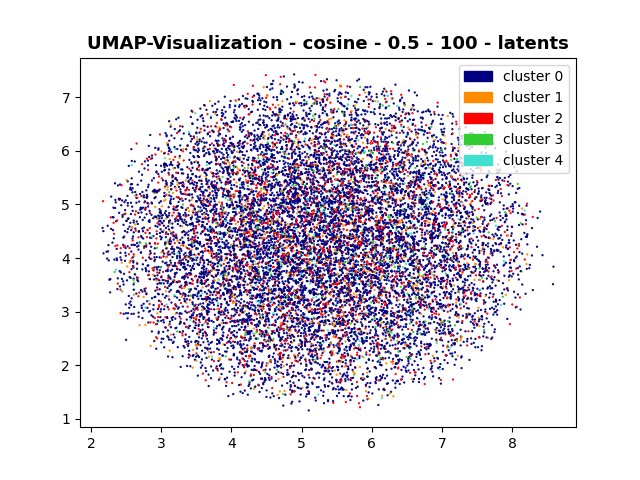 UMAP-Visualization - cosine - 0.5 - 100 - latents
cluster 0
cluster 1
cluster 2
cluster 3
cluster 4
7
6
5
4
3
2
1
2 3 4 5 6 7 8